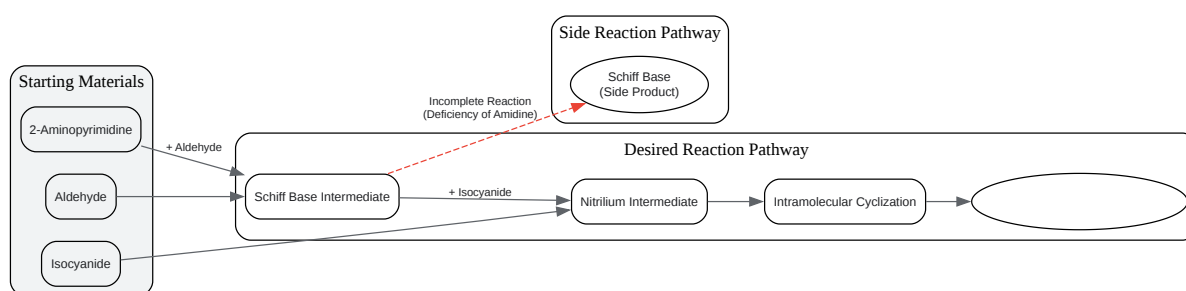 Side Reaction Pathway
Schiff Base
(Side Product)
Starting Materials
2-Aminopyrimidine
Aldehyde
Isocyanide
+ Aldehyde
Incomplete Reaction
(Deficiency of Amidine)
Desired Reaction Pathway
Schiff Base Intermediate
+ Isocyanide
Nitrilium Intermediate
Intramolecular Cyclization